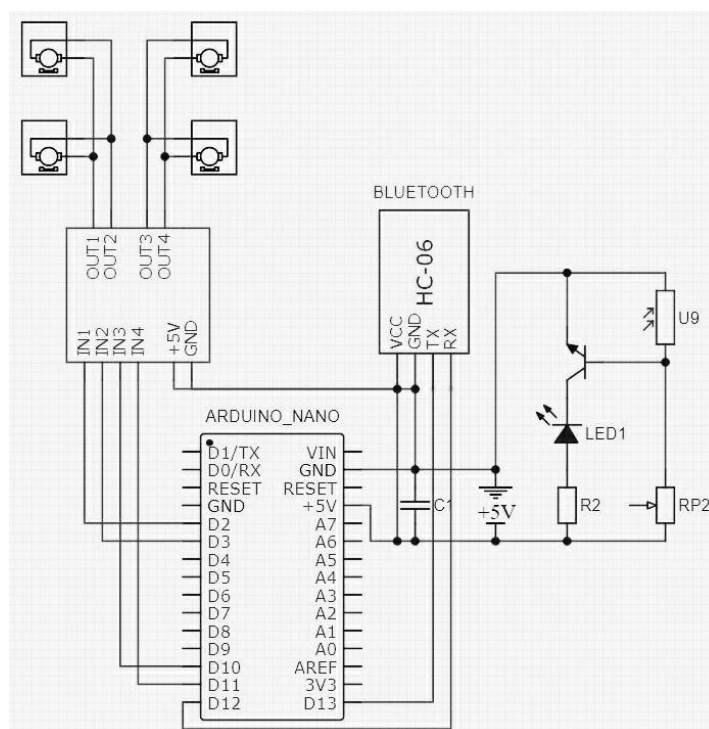 BLUETOOTH
HC-06
VCC
GND
TX
RX
OUT1
OUT2
OUT3
OUT4
IN1
IN2
IN3
IN4
+5V
GND
U9
LED1
R2
RP2
C1
+5V
ARDUINO_NANO
D1/TX VIN
D0/RX GND
RESET RESET
GND +5V
D2 A7
D3 A6
D4 A5
D5 A4
D6 A3
D7 A2
D8 A1
D9 A0
D10 AREF
D11 3V3
D12 D13